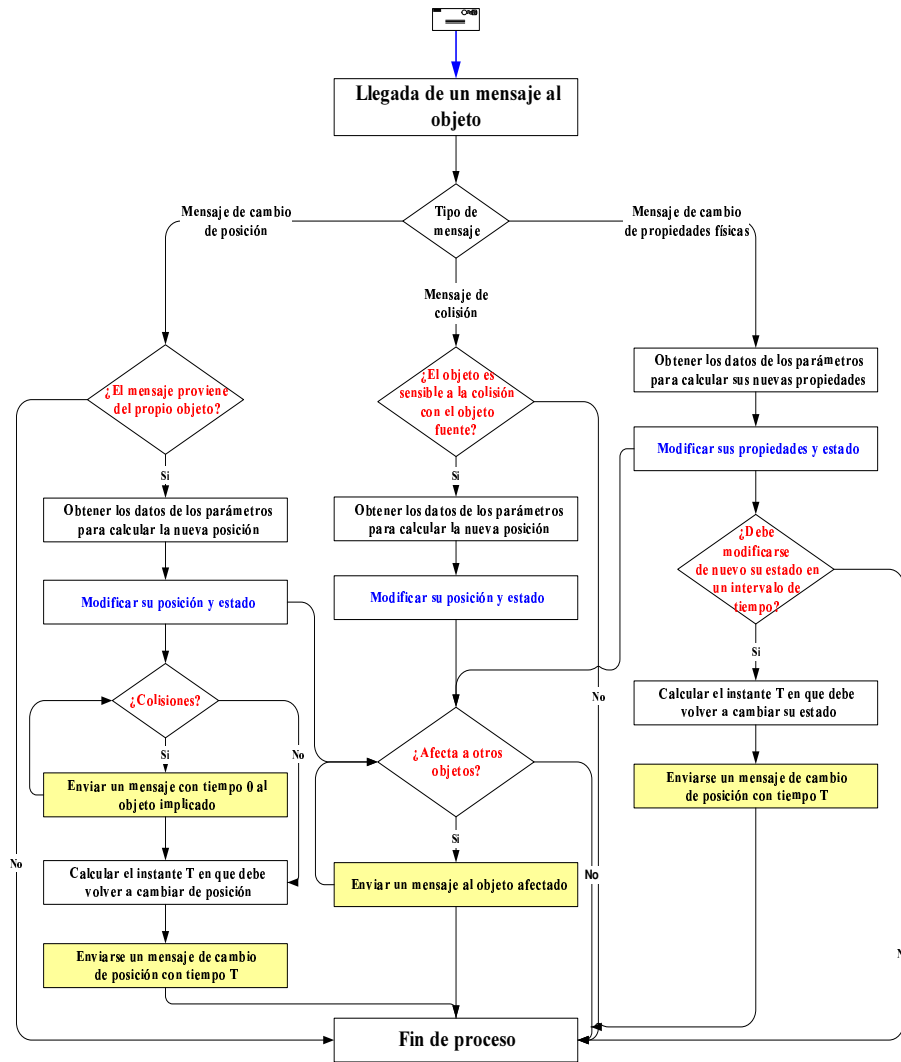 Llegada de un mensaje al
objeto
Tipo de
mensaje
Mensaje de cambio
de posición
Mensaje de cambio
de propiedades físicas
Mensaje de
colisión
¿El mensaje proviene
del propio objeto?
Si
Obtener los datos de los parámetros
para calcular la nueva posición
Modificar su posición y estado
¿Colisiones?
Si
No
Enviar un mensaje con tiempo 0 al
objeto implicado
Calcular el instante T en que debe
volver a cambiar de posición
Enviarse un mensaje de cambio
de posición con tiempo T
No
¿El objeto es
sensible a la colisión
con el objeto
fuente?
Si
Obtener los datos de los parámetros
para calcular la nueva posición
Modificar su posición y estado
No
¿Afecta a otros
objetos?
Si
No
Enviar un mensaje al objeto afectado
Obtener los datos de los parámetros
para calcular sus nuevas propiedades
Modificar sus propiedades y estado
¿Debe
modificarse
de nuevo su estado en
un intervalo de
tiempo?
Si
Calcular el instante T en que debe
volver a cambiar su estado
Enviarse un mensaje de cambio
de posición con tiempo T
Fin de proceso